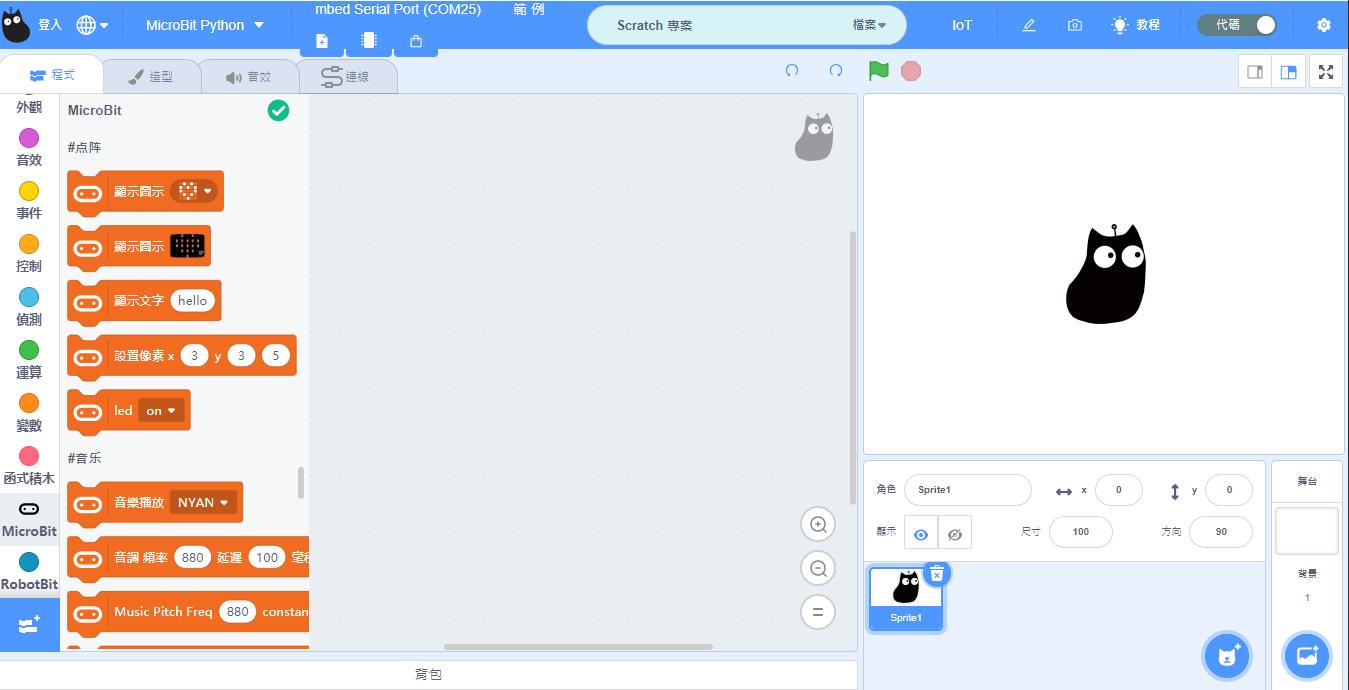 登入
MicroBit Python
mbed Serial Port (COM25)
範 例
Scratch 專案
檔案
IoT
教程
代碼
程式
造型
音效
連線
外觀
音效
事件
控制
偵測
運算
變數
函式積木
MicroBit
RobotBit
MicroBit
#点阵
顯示圖示
顯示圖示
顯示文字 hello
設置像素 x 3 y 3 5
led on
#音乐
音樂播放 NYAN
音調 頻率 880 延遲 100
Music Pitch Freq 880 constan
角色 Sprite1 x 0 y 0
顯示 尺寸 100 方向 90
Sprite1
舞台
背景
1
背包